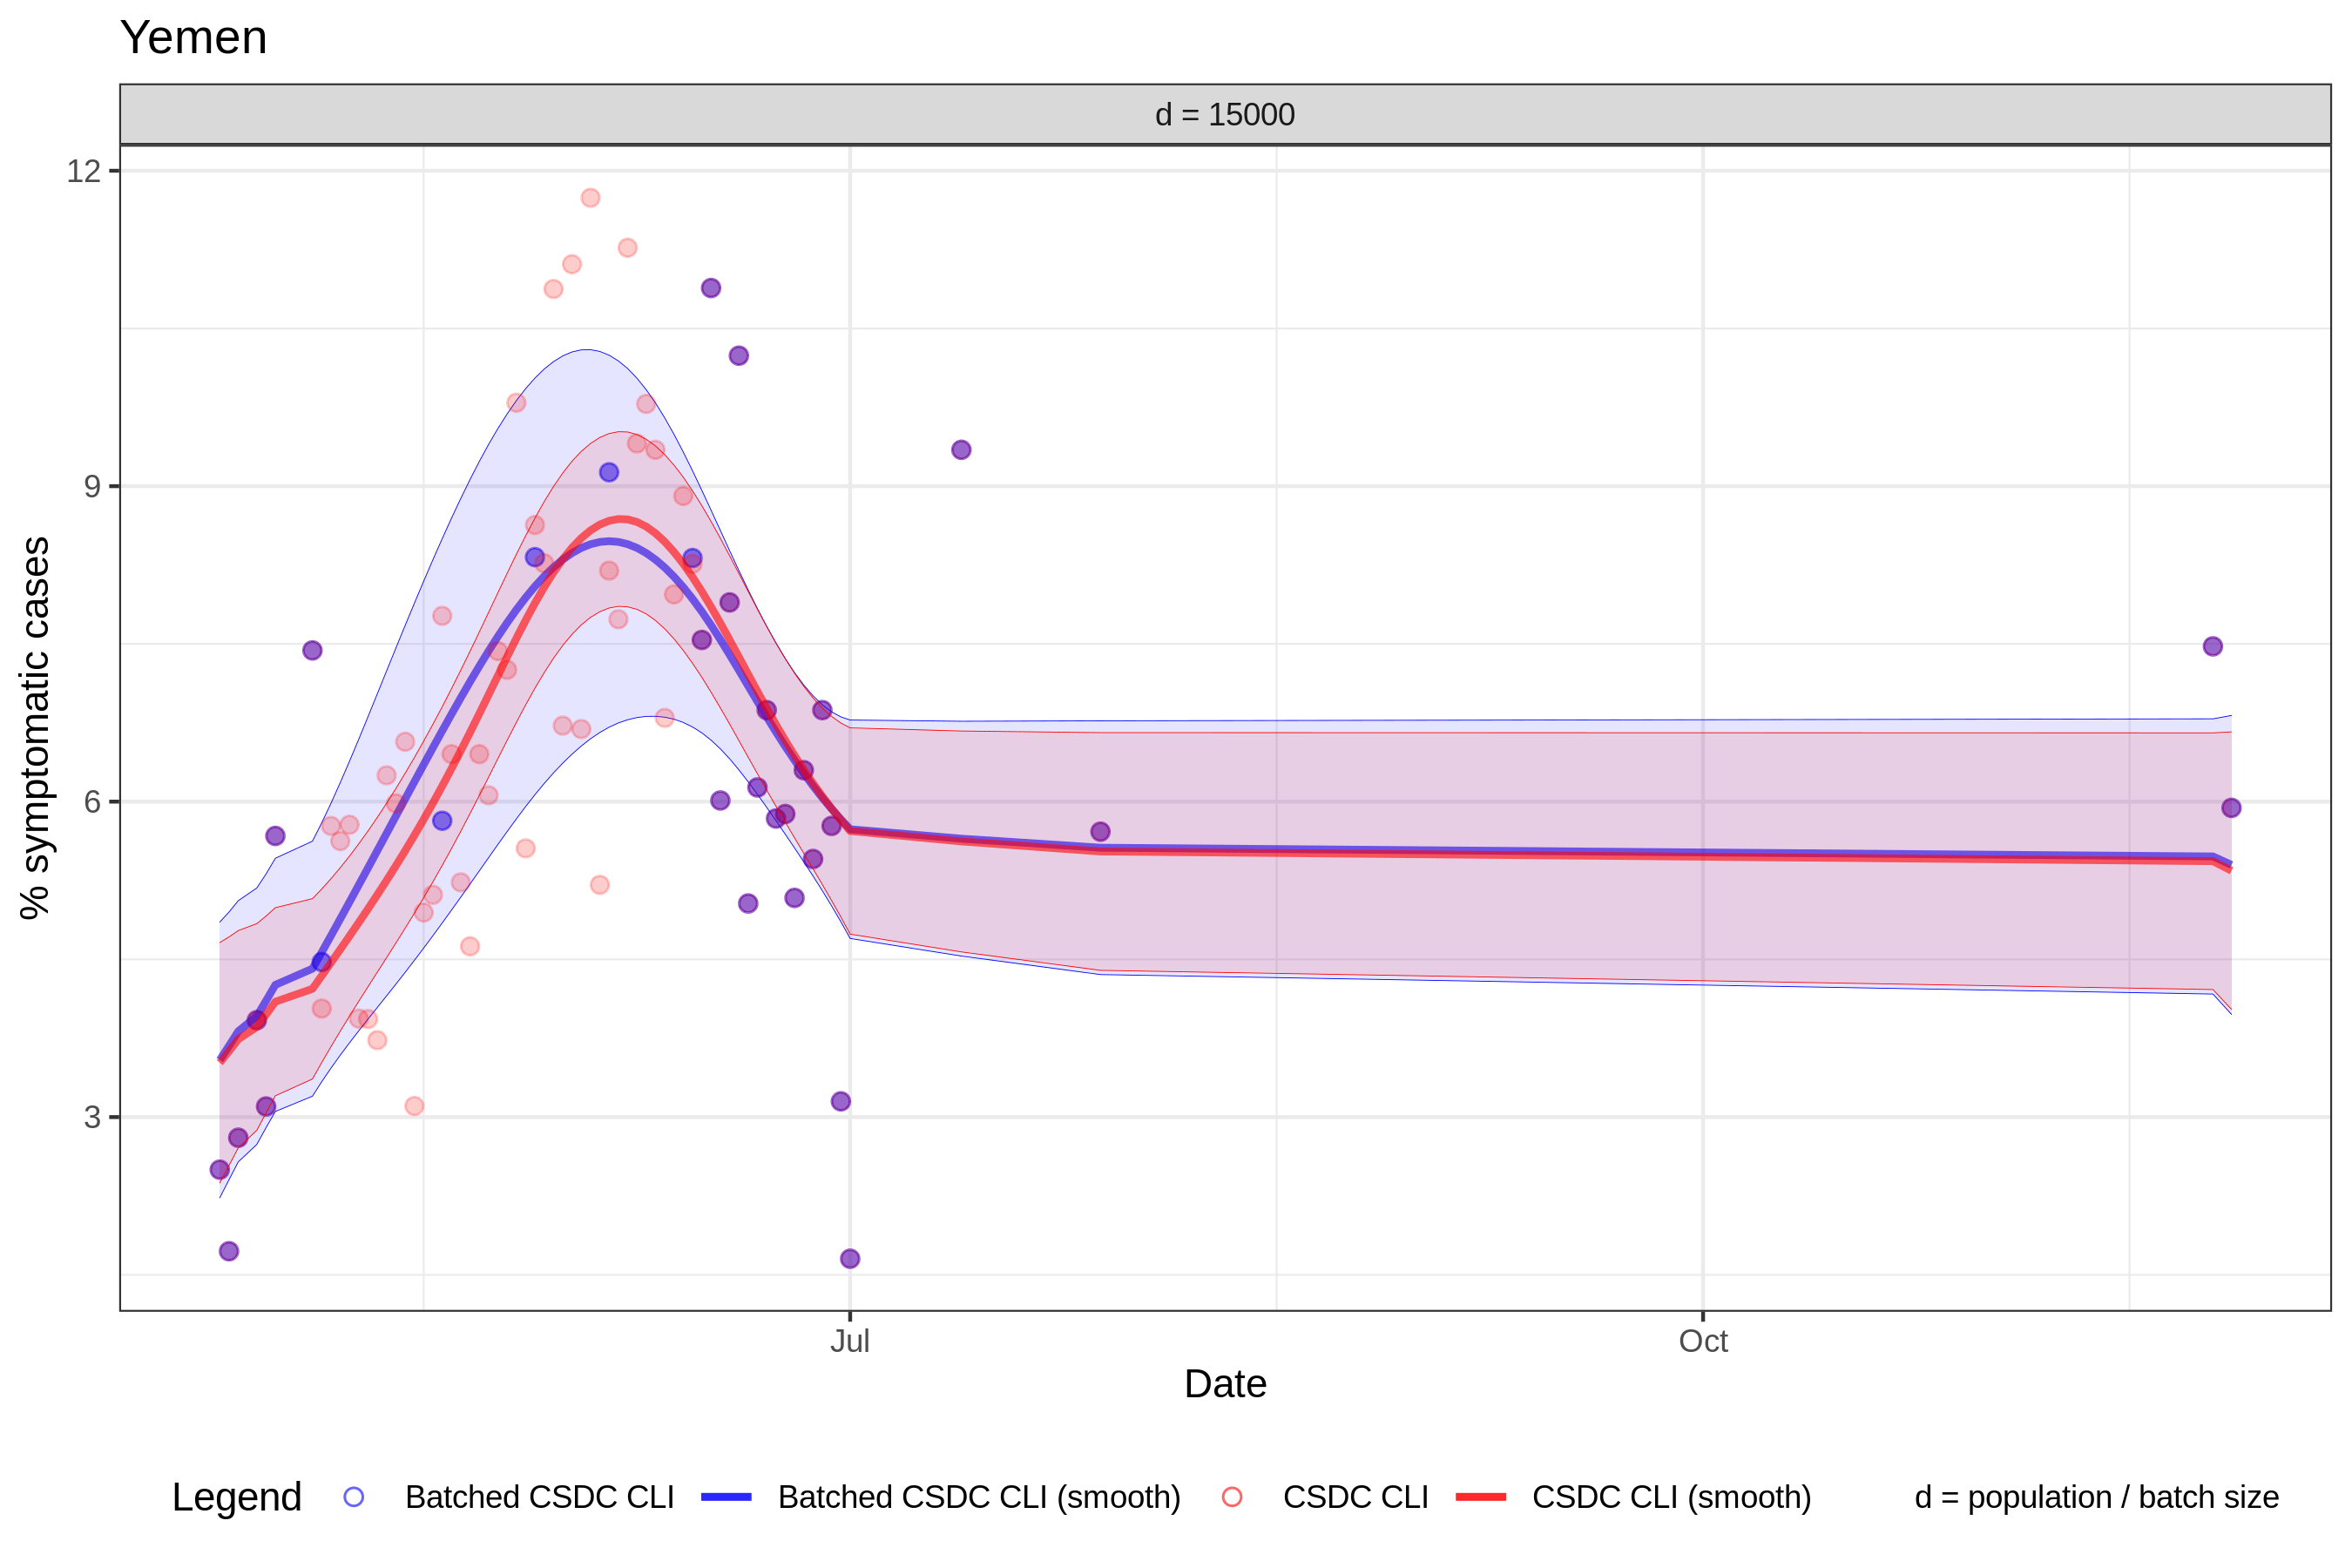 Yemen
d = 15000
12
9
6
3
% symptomatic cases
Jul
Oct
Date
Legend
Batched CSDC CLI
Batched CSDC CLI (smooth)
CSDC CLI
CSDC CLI (smooth)
d = population / batch size